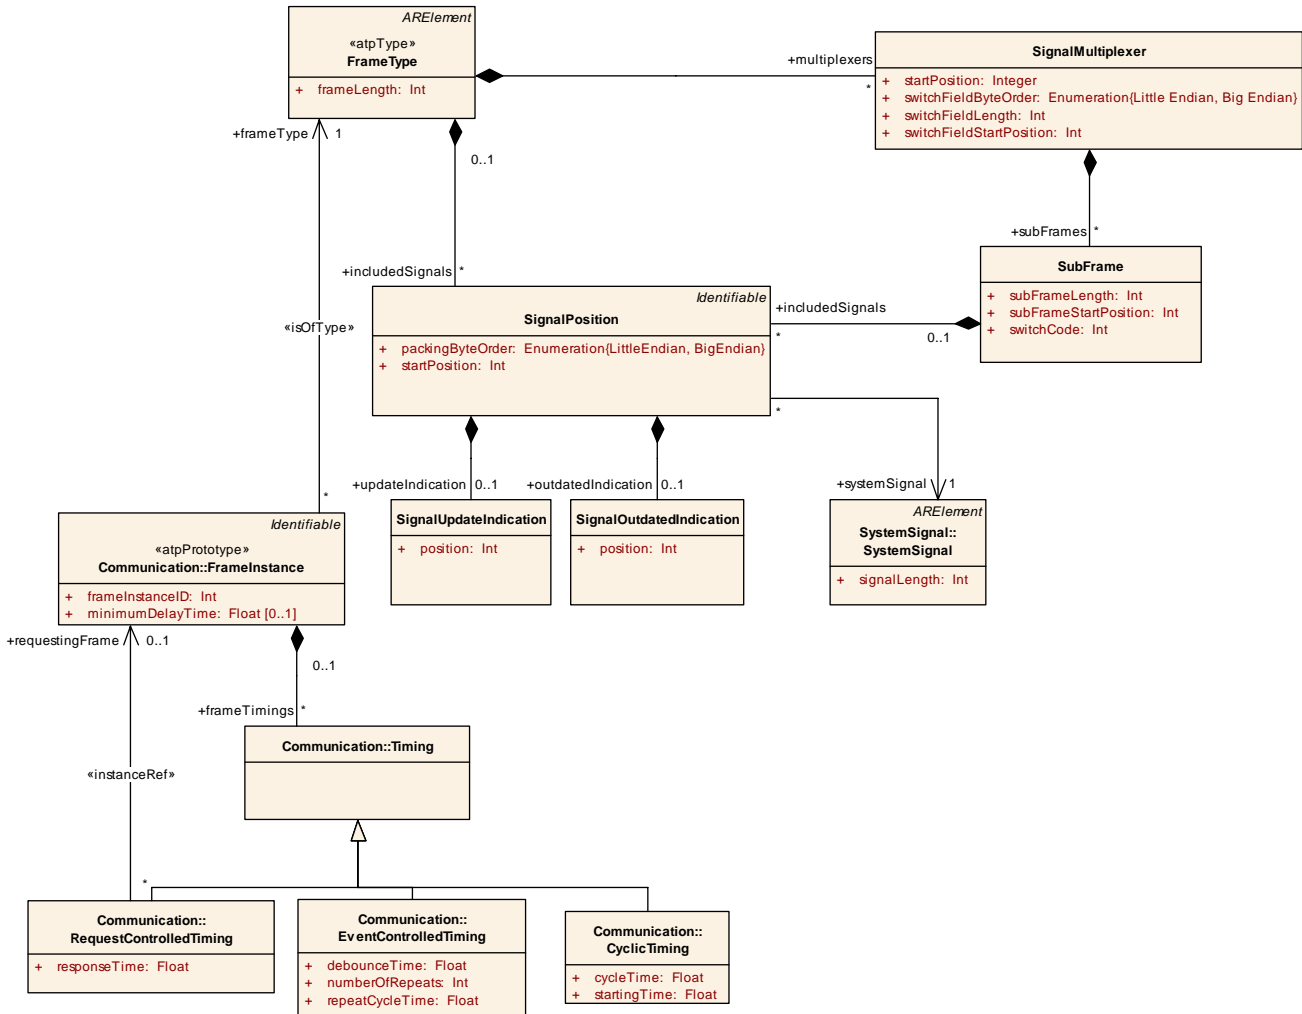 ARElement
«atpType»
FrameType
+ frameLength: Int
+multiplexers
*
SignalMultiplexer
+ startPosition: Integer
+ switchFieldByteOrder: Enumeration{Little Endian, Big Endian}
+ switchFieldLength: Int
+ switchFieldStartPosition: Int
+frameType 1
0..1
+subFrames *
SubFrame
+ subFrameLength: Int
+ subFrameStartPosition: Int
+ switchCode: Int
+includedSignals *
Identifiable
SignalPosition
+ packingByteOrder: Enumeration{LittleEndian, BigEndian}
+ startPosition: Int
+includedSignals
*
0..1
«isOfType»
*
+systemSignal 1
+updateIndication 0..1
+outdatedIndication 0..1
SignalUpdateIndication
+ position: Int
SignalOutdatedIndication
+ position: Int
ARElement
SystemSignal::
SystemSignal
+ signalLength: Int
*
Identifiable
«atpPrototype»
Communication::FrameInstance
+ frameInstanceID: Int
+ minimumDelayTime: Float [0..1]
+requestingFrame 0..1
0..1
+frameTimings *
Communication::Timing
«instanceRef»
*
Communication::
RequestControlledTiming
+ responseTime: Float
Communication::
EventControlledTiming
+ debounceTime: Float
+ numberOfRepeats: Int
+ repeatCycleTime: Float
Communication::
CyclicTiming
+ cycleTime: Float
+ startingTime: Float